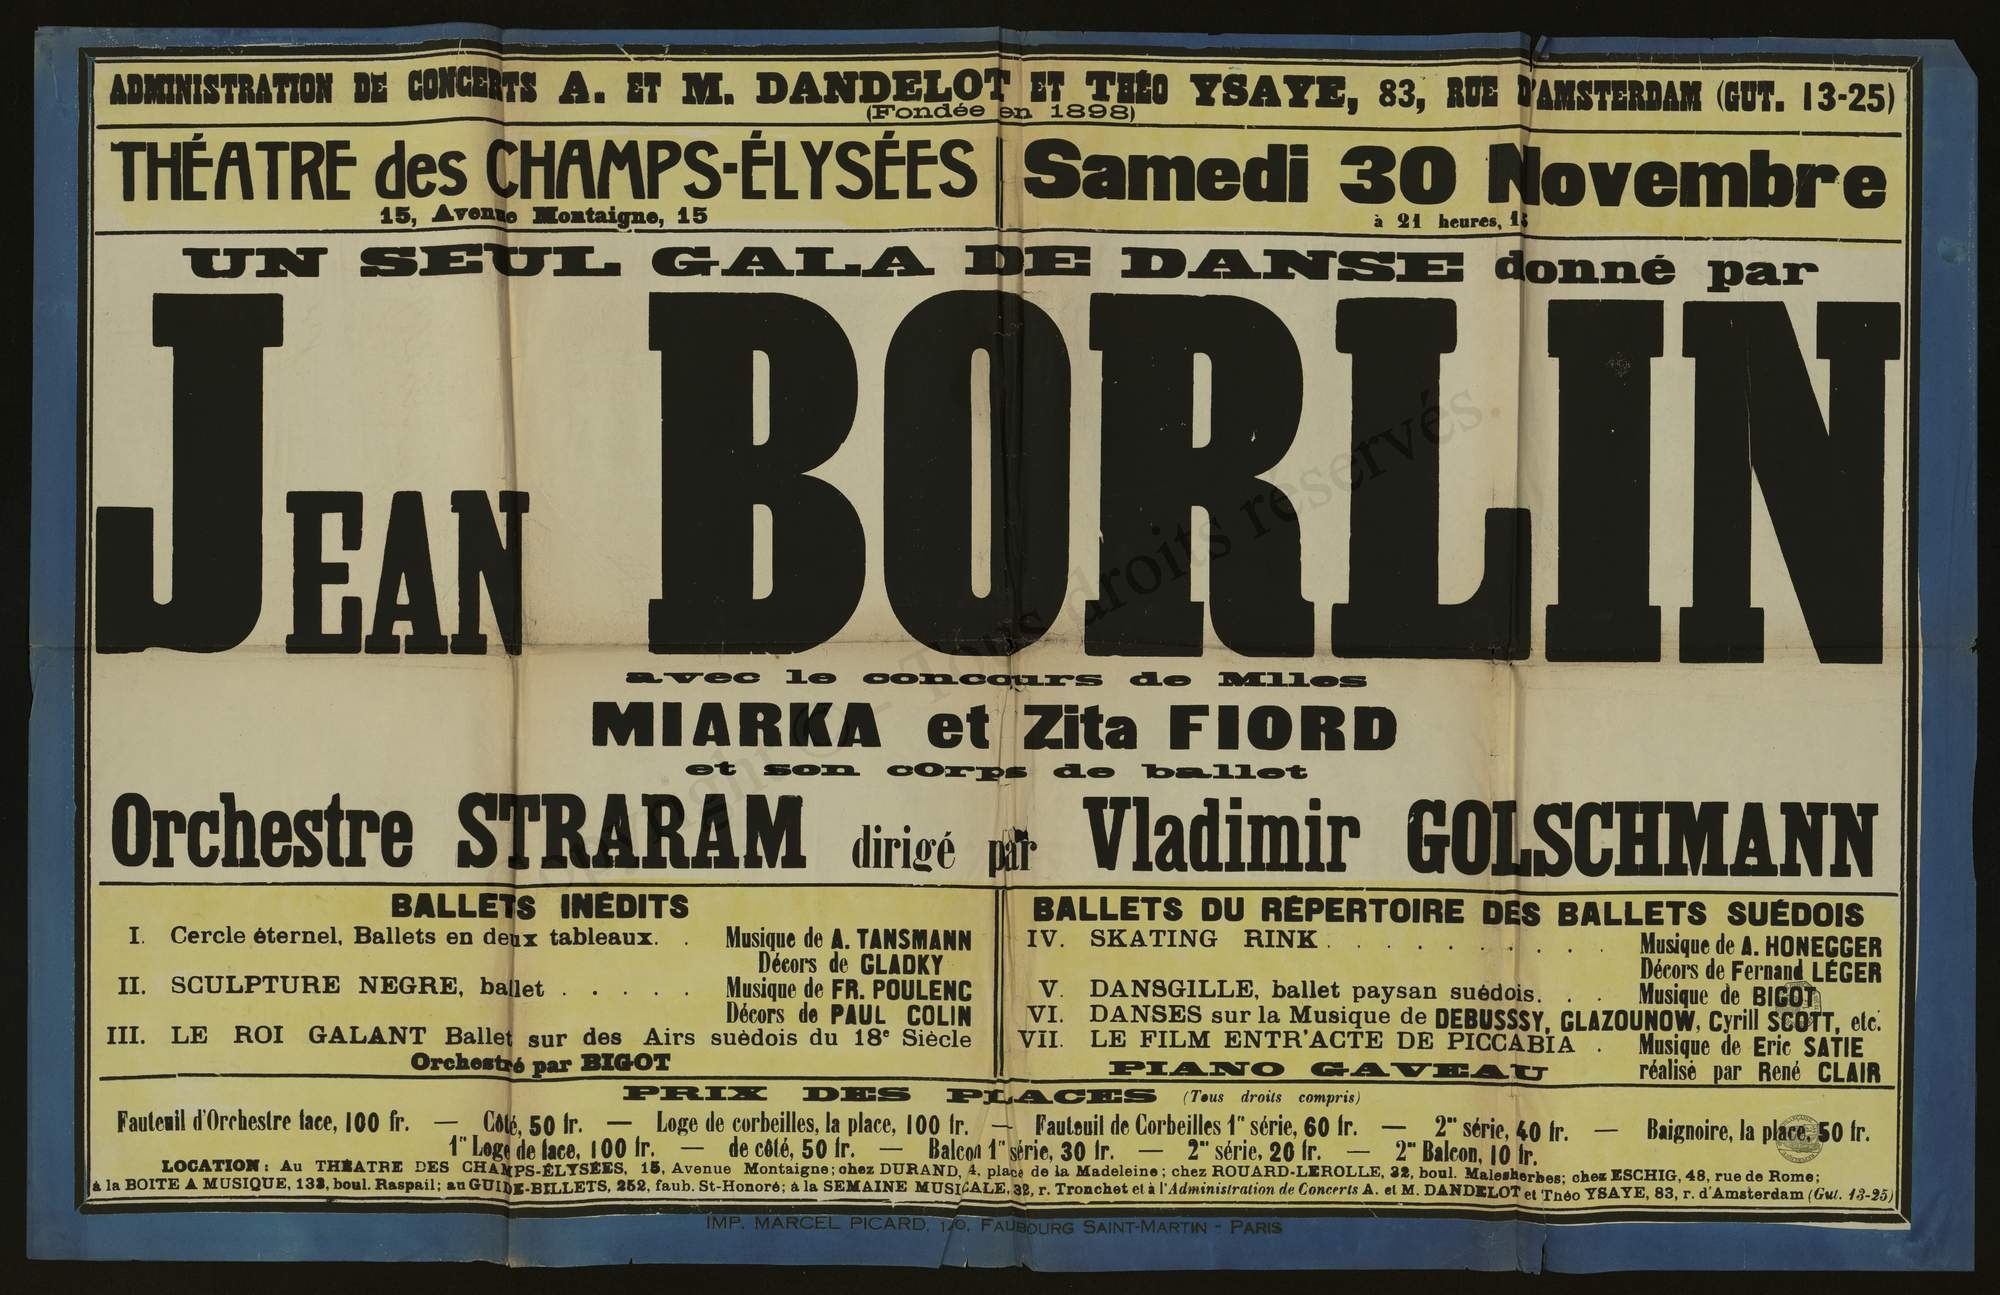 ADMINISTRATION DE CONCERTS A. ET M. DANDELOT ET THÉO YSAYE, 83, RUE D'AMSTERDAM (GUT. 13-25)
(Fondée en 1898)
THÉATRE des CHAMPS-ÉLYSÉES
15, Avenue Montaigne, 15
Samedi 30 Novembre
à 21 heures, 15
UN SEUL GALA DE DANSE donné par
JEAN BORLIN
avec le concours de Mlles
MIARKA et Zita FIORD
et son corps de ballet
Orchestre STRARAM dirigé par Vladimir GOLSCHMANN
BALLETS INÉDITS
I. Cercle éternel, Ballets en deux tableaux. . Musique de A. TANSMANN
Décors de GLADKY
II. SCULPTURE NEGRE, ballet . . . . . Musique de FR. POULENC
Décors de PAUL COLIN
III. LE ROI GALANT Ballet sur des Airs suédois du 18e Siècle
Orchestré par BIGOT
BALLETS DU RÉPERTOIRE DES BALLETS SUÉDOIS
IV. SKATING RINK . . . . . . . . . . Musique de A. HONEGGER
Décors de Fernand LÉGER
V. DANSGILLE, ballet paysan suédois. . . Musique de BIGOT
VI. DANSES sur la Musique de DEBUSSSY, GLAZOUNOW, Cyrill SCOTT, etc.
VII. LE FILM ENTR'ACTE DE PICCABIA . Musique de Eric SATIE
PIANO GAVEAU réalisé par René CLAIR
PRIX DES PLACES (Tous droits compris)
Fauteuil d'Orchestre face, 100 fr. — Côté, 50 fr. — Loge de corbeilles, la place, 100 fr. — Fauteuil de Corbeilles 1re série, 60 fr. — 2me série, 40 fr. — Baignoire, la place, 50 fr.
1re Loge de face, 100 fr. — de côté, 50 fr. — Balcon 1re série, 30 fr. — 2me série, 20 fr. — 2me Balcon, 10 fr.
LOCATION : Au THÉATRE DES CHAMPS-ÉLYSÉES, 15, Avenue Montaigne; chez DURAND, 4, place de la Madeleine; chez ROUARD-LEROLLE, 32, boul. Malesherbes; chez ESCHIG, 48, rue de Rome;
à la BOITE A MUSIQUE, 133, boul. Raspail; au GUIDE-BILLETS, 252, faub. St-Honoré; à la SEMAINE MUSICALE, 32, r. Tronchet et à l'Administration de Concerts A. et M. DANDELOT et Théo YSAYE, 83, r. d'Amsterdam (Gut. 13-25)
IMP. MARCEL PICARD, FAUBOURG SAINT-MARTIN - PARIS
Copyright © - Tous droits réservés.